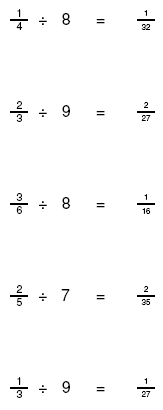 1/4 ÷ 8 = 1/32
2/3 ÷ 9 = 2/27
3/6 ÷ 8 = 1/16
2/5 ÷ 7 = 2/35
1/3 ÷ 9 = 1/27